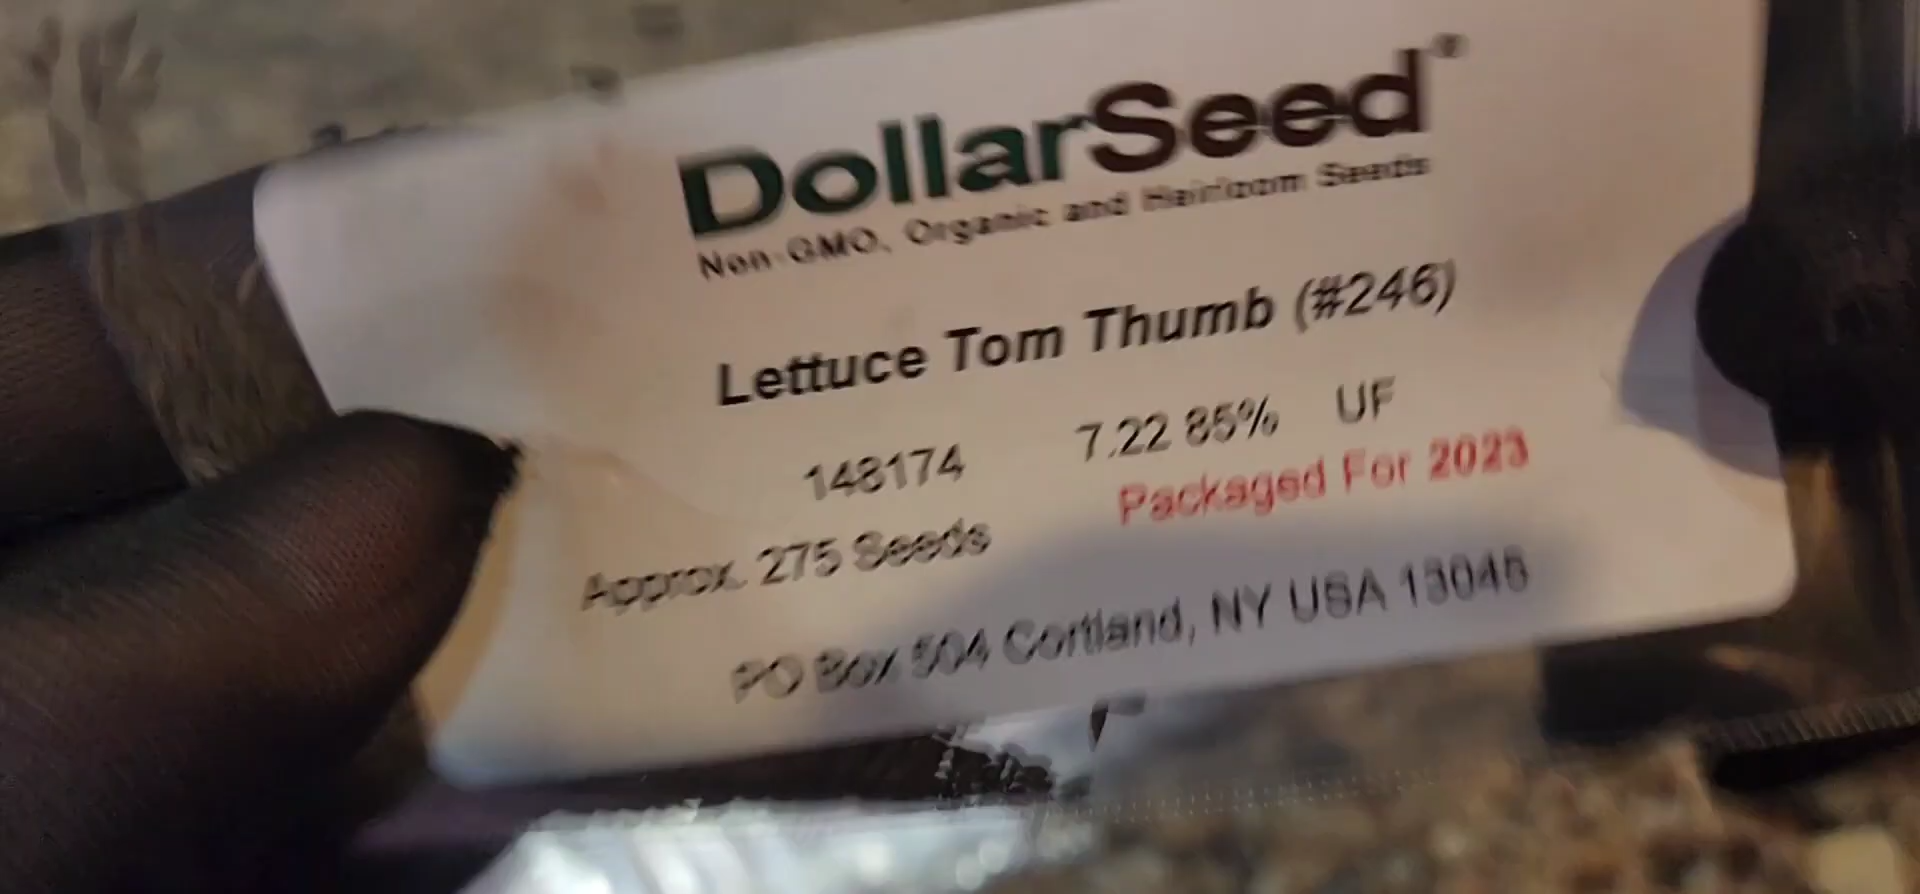 DollarSeed®
Non-GMO, Organic and Heirloom Seeds
Lettuce Tom Thumb (#246)
148174 7.22 85% UF
Packaged For 2023
Approx. 275 Seeds
PO Box 504 Cortland, NY USA 13045